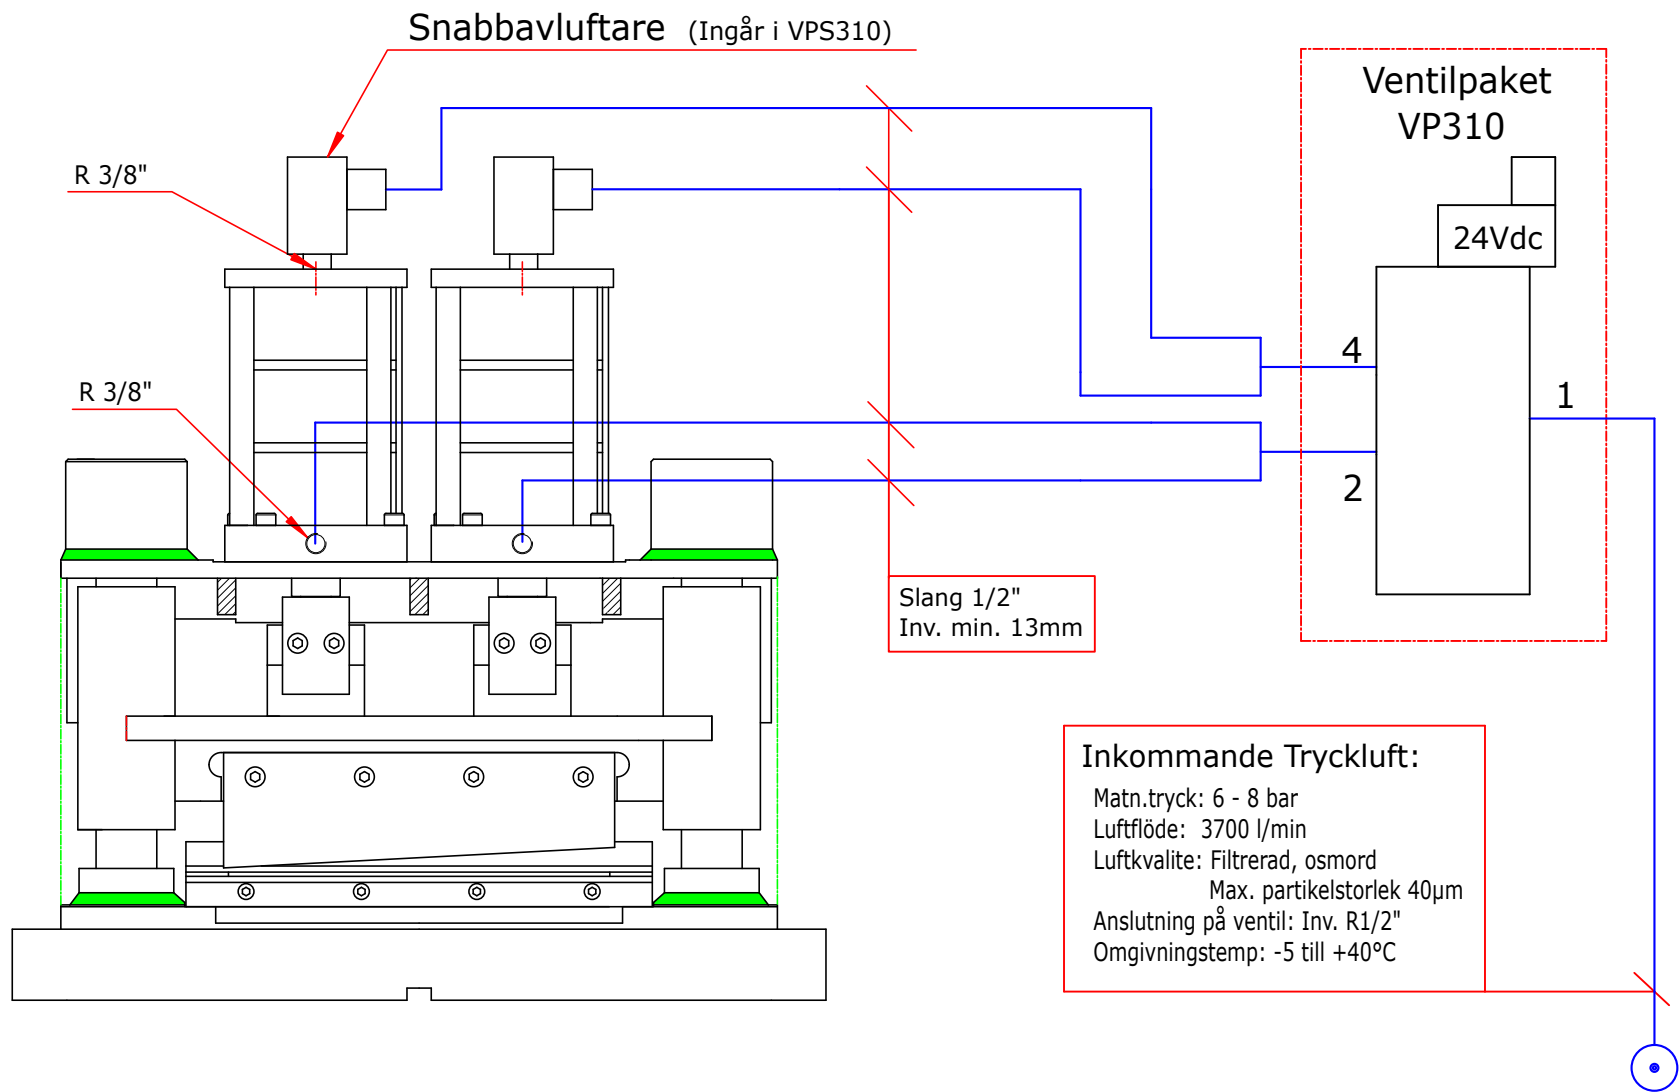 Snabbavluftare (Ingår i VPS310)
Ventilpaket
VP310
R 3/8"
24Vdc
4
1
R 3/8"
2
Slang 1/2"
Inv. min. 13mm
Inkommande Tryckluft:
Matn.tryck: 6 - 8 bar
Luftflöde: 3700 l/min
Luftkvalite: Filtrerad, osmord
Max. partikelstorlek 40µm
Anslutning på ventil: Inv. R1/2"
Omgivningstemp: -5 till +40°C